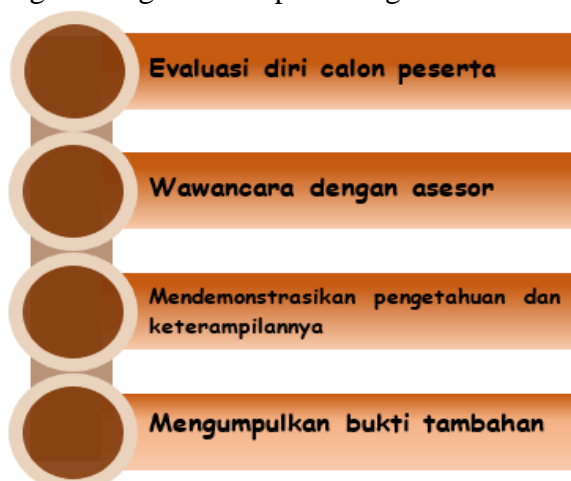 Evaluasi diri calon peserta
Wawancara dengan asesor
Mendemonstrasikan pengetahuan dan
keterampilannya
Mengumpulkan bukti tambahan